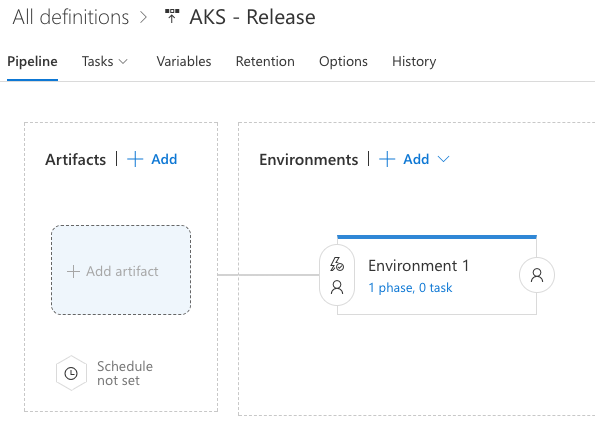 All definitions > AKS - Release
Pipeline Tasks Variables Retention Options History
Artifacts | + Add
Environments | + Add
+ Add artifact
Environment 1
1 phase, 0 task
Schedule
not set